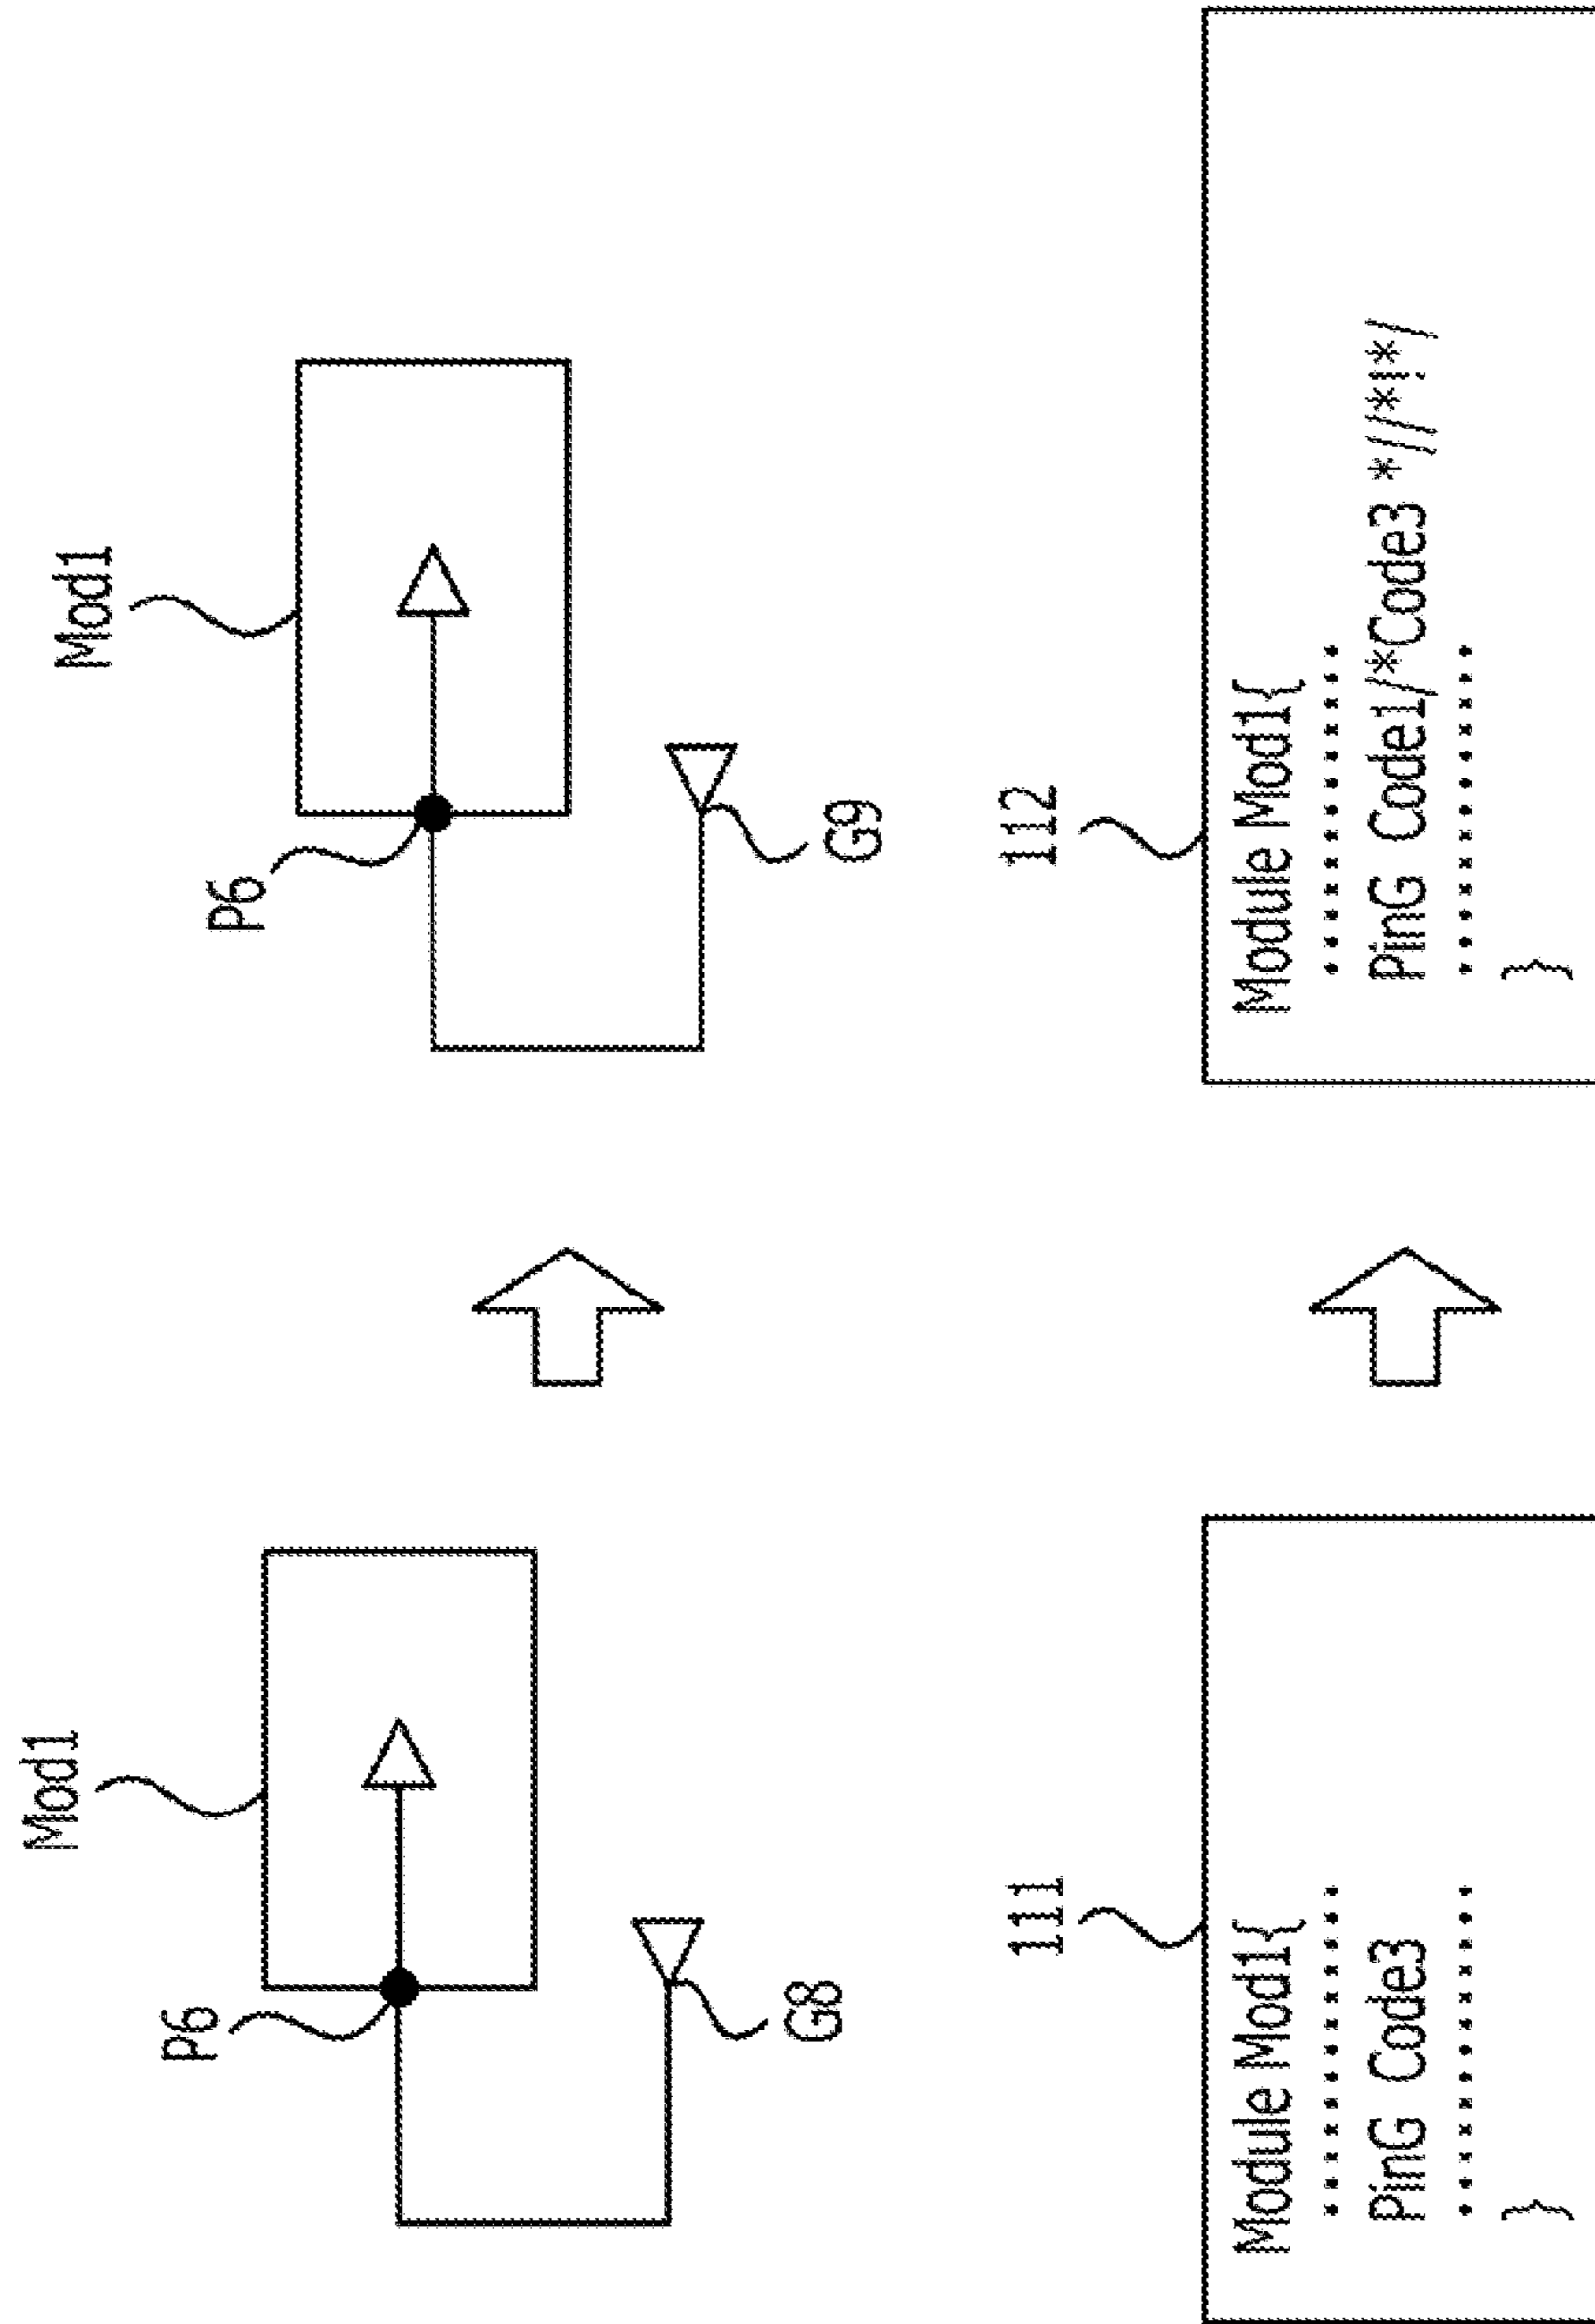 Mod1
P6
G8
Mod1
P6
G9
111
Module Mod1{
............
PinG Code3
............
}
112
Module Mod1{
............
PinG Code1/*Code3 *//*!*/
............
}